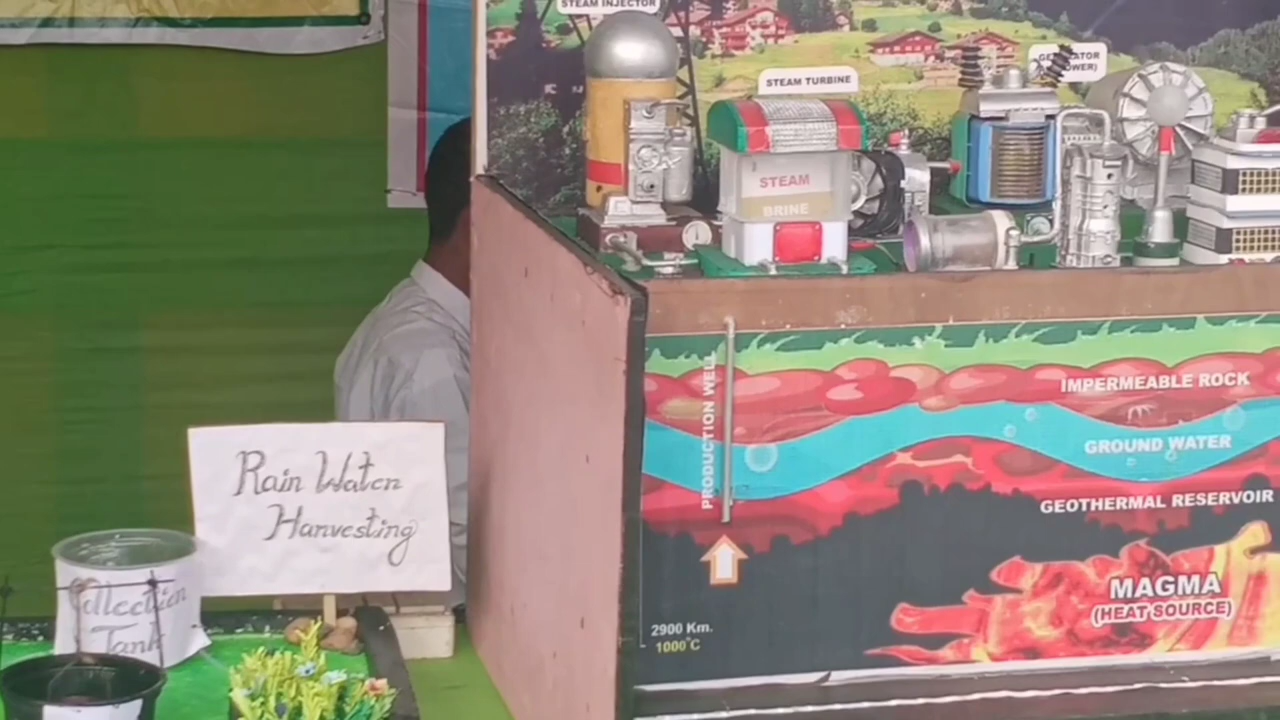 STEAM INJECTOR
STEAM TURBINE
STEAM
BRINE
PRODUCTION WELL
IMPERMEABLE ROCK
GROUND WATER
GEOTHERMAL RESERVOIR
MAGMA
(HEAT SOURCE)
2900 Km.
1000°C
Rain Water
Harvesting
Collection
Tank